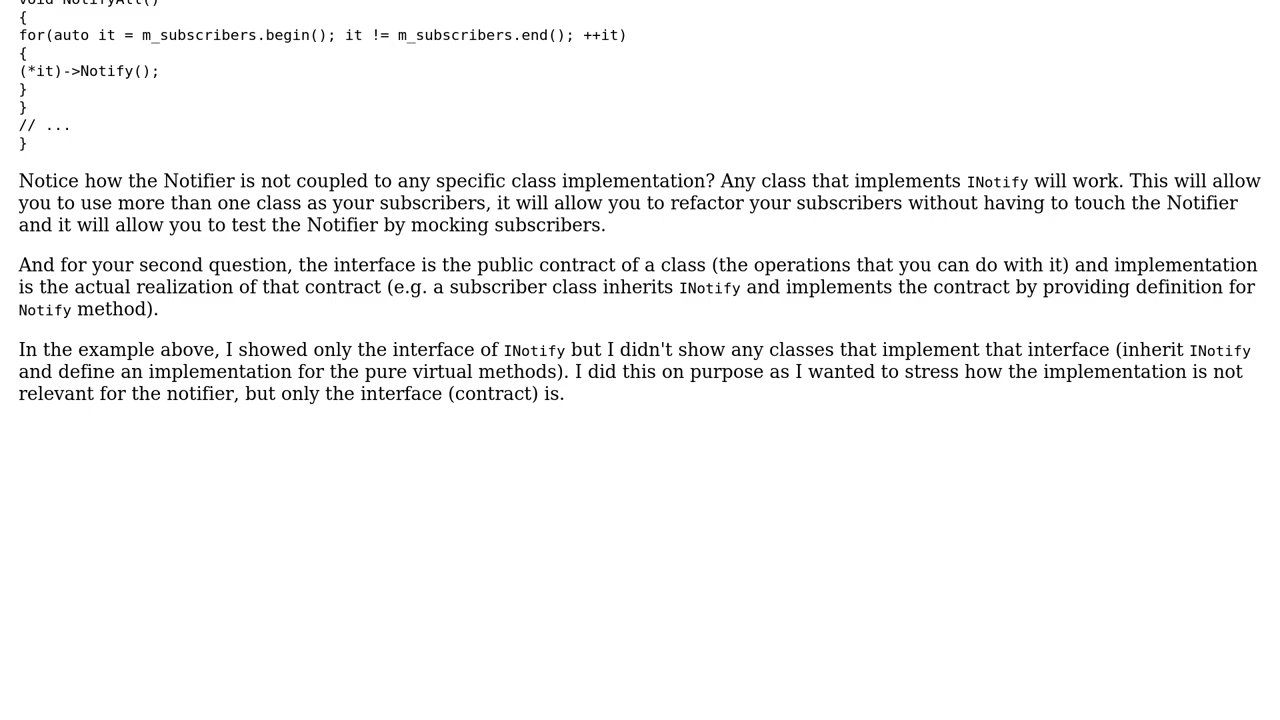 void NotifyAll()
{
for(auto it = m_subscribers.begin(); it != m_subscribers.end(); ++it)
{
(*it)->Notify();
}
}
// ...
}
Notice how the Notifier is not coupled to any specific class implementation? Any class that implements INotify will work. This will allow
you to use more than one class as your subscribers, it will allow you to refactor your subscribers without having to touch the Notifier
and it will allow you to test the Notifier by mocking subscribers.
And for your second question, the interface is the public contract of a class (the operations that you can do with it) and implementation
is the actual realization of that contract (e.g. a subscriber class inherits INotify and implements the contract by providing definition for
Notify method).
In the example above, I showed only the interface of INotify but I didn't show any classes that implement that interface (inherit INotify
and define an implementation for the pure virtual methods). I did this on purpose as I wanted to stress how the implementation is not
relevant for the notifier, but only the interface (contract) is.